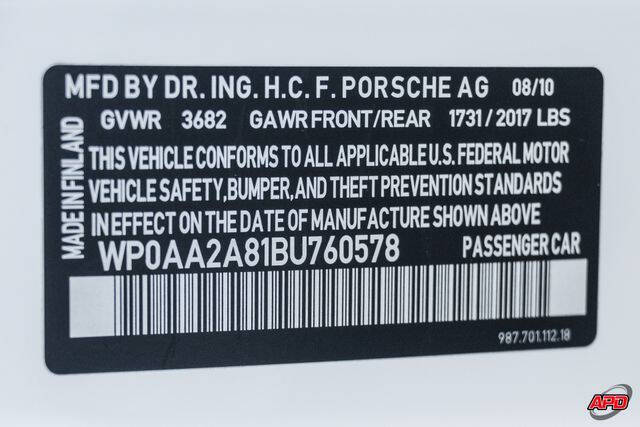 MFD BY DR. ING. H.C. F. PORSCHE AG 08/10
GVWR 3682 GAWR FRONT/REAR 1731 / 2017 LBS
THIS VEHICLE CONFORMS TO ALL APPLICABLE U.S. FEDERAL MOTOR
VEHICLE SAFETY, BUMPER, AND THEFT PREVENTION STANDARDS
IN EFFECT ON THE DATE OF MANUFACTURE SHOWN ABOVE
MADE IN FINLAND
WP0AA2A81BU760578 PASSENGER CAR
987.701.112.18
APD